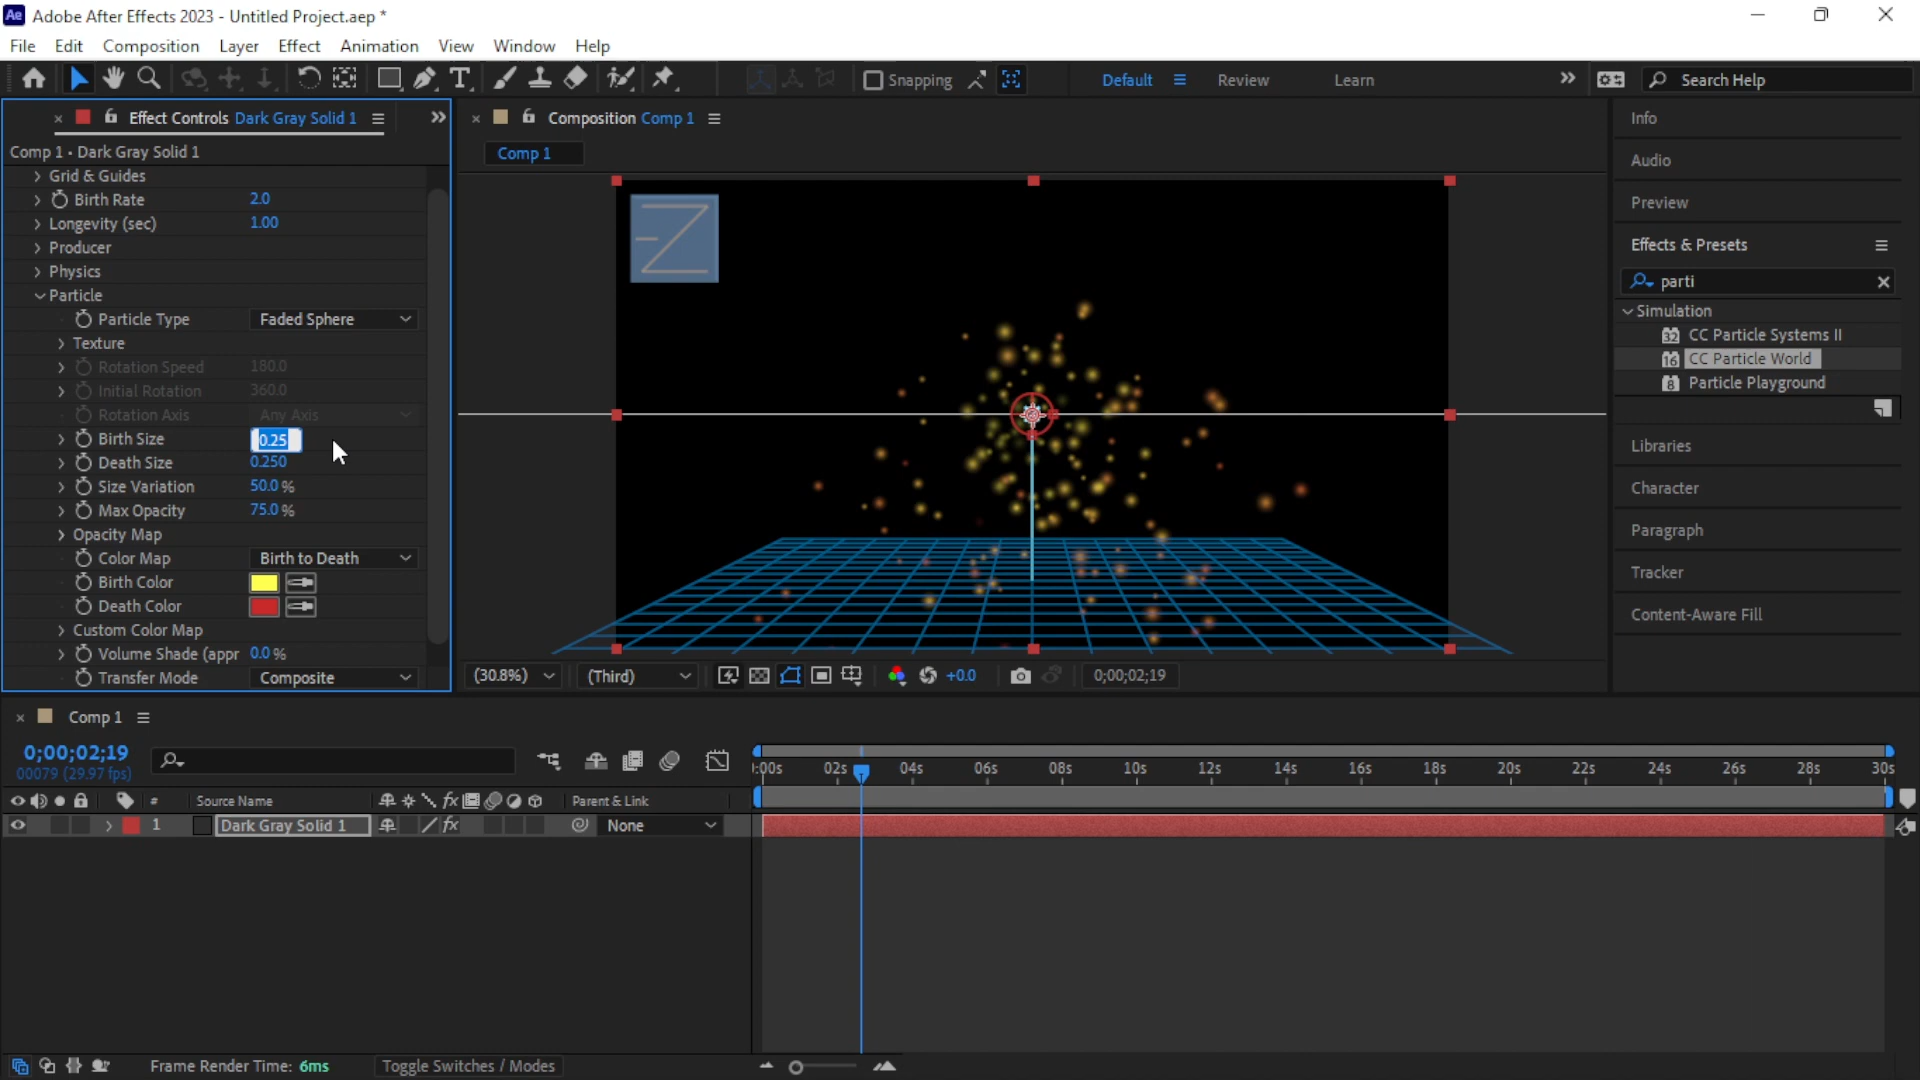 Ae Adobe After Effects 2023 - Untitled Project.aep *
File Edit Composition Layer Effect Animation View Window Help
Snapping Default Review Learn Search Help
Effect Controls Dark Gray Solid 1
Comp 1 • Dark Gray Solid 1
Grid & Guides
Birth Rate 2.0
Longevity (sec) 1.00
Producer
Physics
Particle
Particle Type Faded Sphere
Texture
Rotation Speed 180.0
Initial Rotation 360.0
Rotation Axis Any Axis
Birth Size 0.25
Death Size 0.250
Size Variation 50.0 %
Max Opacity 75.0 %
Opacity Map
Color Map Birth to Death
Birth Color
Death Color
Custom Color Map
Volume Shade (appr 0.0 %
Transfer Mode Composite
Composition Comp 1
Comp 1
(30.8%) (Third) +0.0 0;00;02;19
Info
Audio
Preview
Effects & Presets
parti
Simulation
32 CC Particle Systems II
16 CC Particle World
8 Particle Playground
Libraries
Character
Paragraph
Tracker
Content-Aware Fill
Comp 1
0;00;02;19
00079 (29.97 fps)
:00s 02s 04s 06s 08s 10s 12s 14s 16s 18s 20s 22s 24s 26s 28s 30s
# Source Name fx Parent & Link
1 Dark Gray Solid 1 fx None
Frame Render Time: 6ms Toggle Switches / Modes